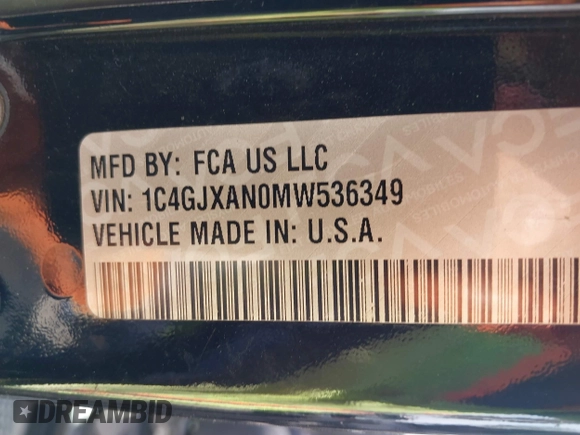 MFD BY: FCA US LLC
VIN: 1C4GJXAN0MW536349
VEHICLE MADE IN: U.S.A.
DREAMBID